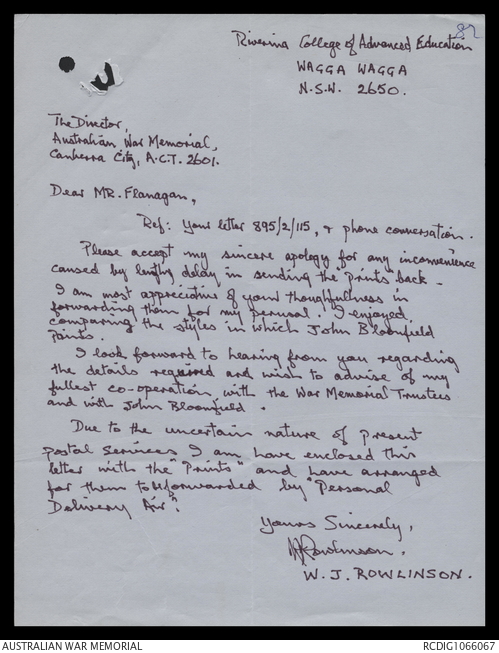 82
Riverina College of Advanced Education
WAGGA WAGGA
N.S.W. 2650.
The Director,
Australian War Memorial,
Canberra City, A.C.T. 2601.
Dear MR. Flanagan,
Ref: Your letter 895/2/115, & phone conversation.
Please accept my sincere apology for any inconvenience
caused by lengthy delay in sending the prints back.
I am most appreciative of your thoughtfulness in
forwarding them for my perusal. I enjoyed
comparing the styles in which John Bloomfield
paints.
I look forward to hearing from you regarding
the details required and wish to advise of my
fullest co-operation with the War Memorial Trustees
and with John Bloomfield.
Due to the uncertain nature of present
postal services I am, have enclosed this
letter with the "Prints" and have arranged
for them to be forwarded by "Personal
Delivery Air".
Yours Sincerely,
WJRowlinson.
W. J. ROWLINSON.
AUSTRALIAN WAR MEMORIAL
RCDIG1066067